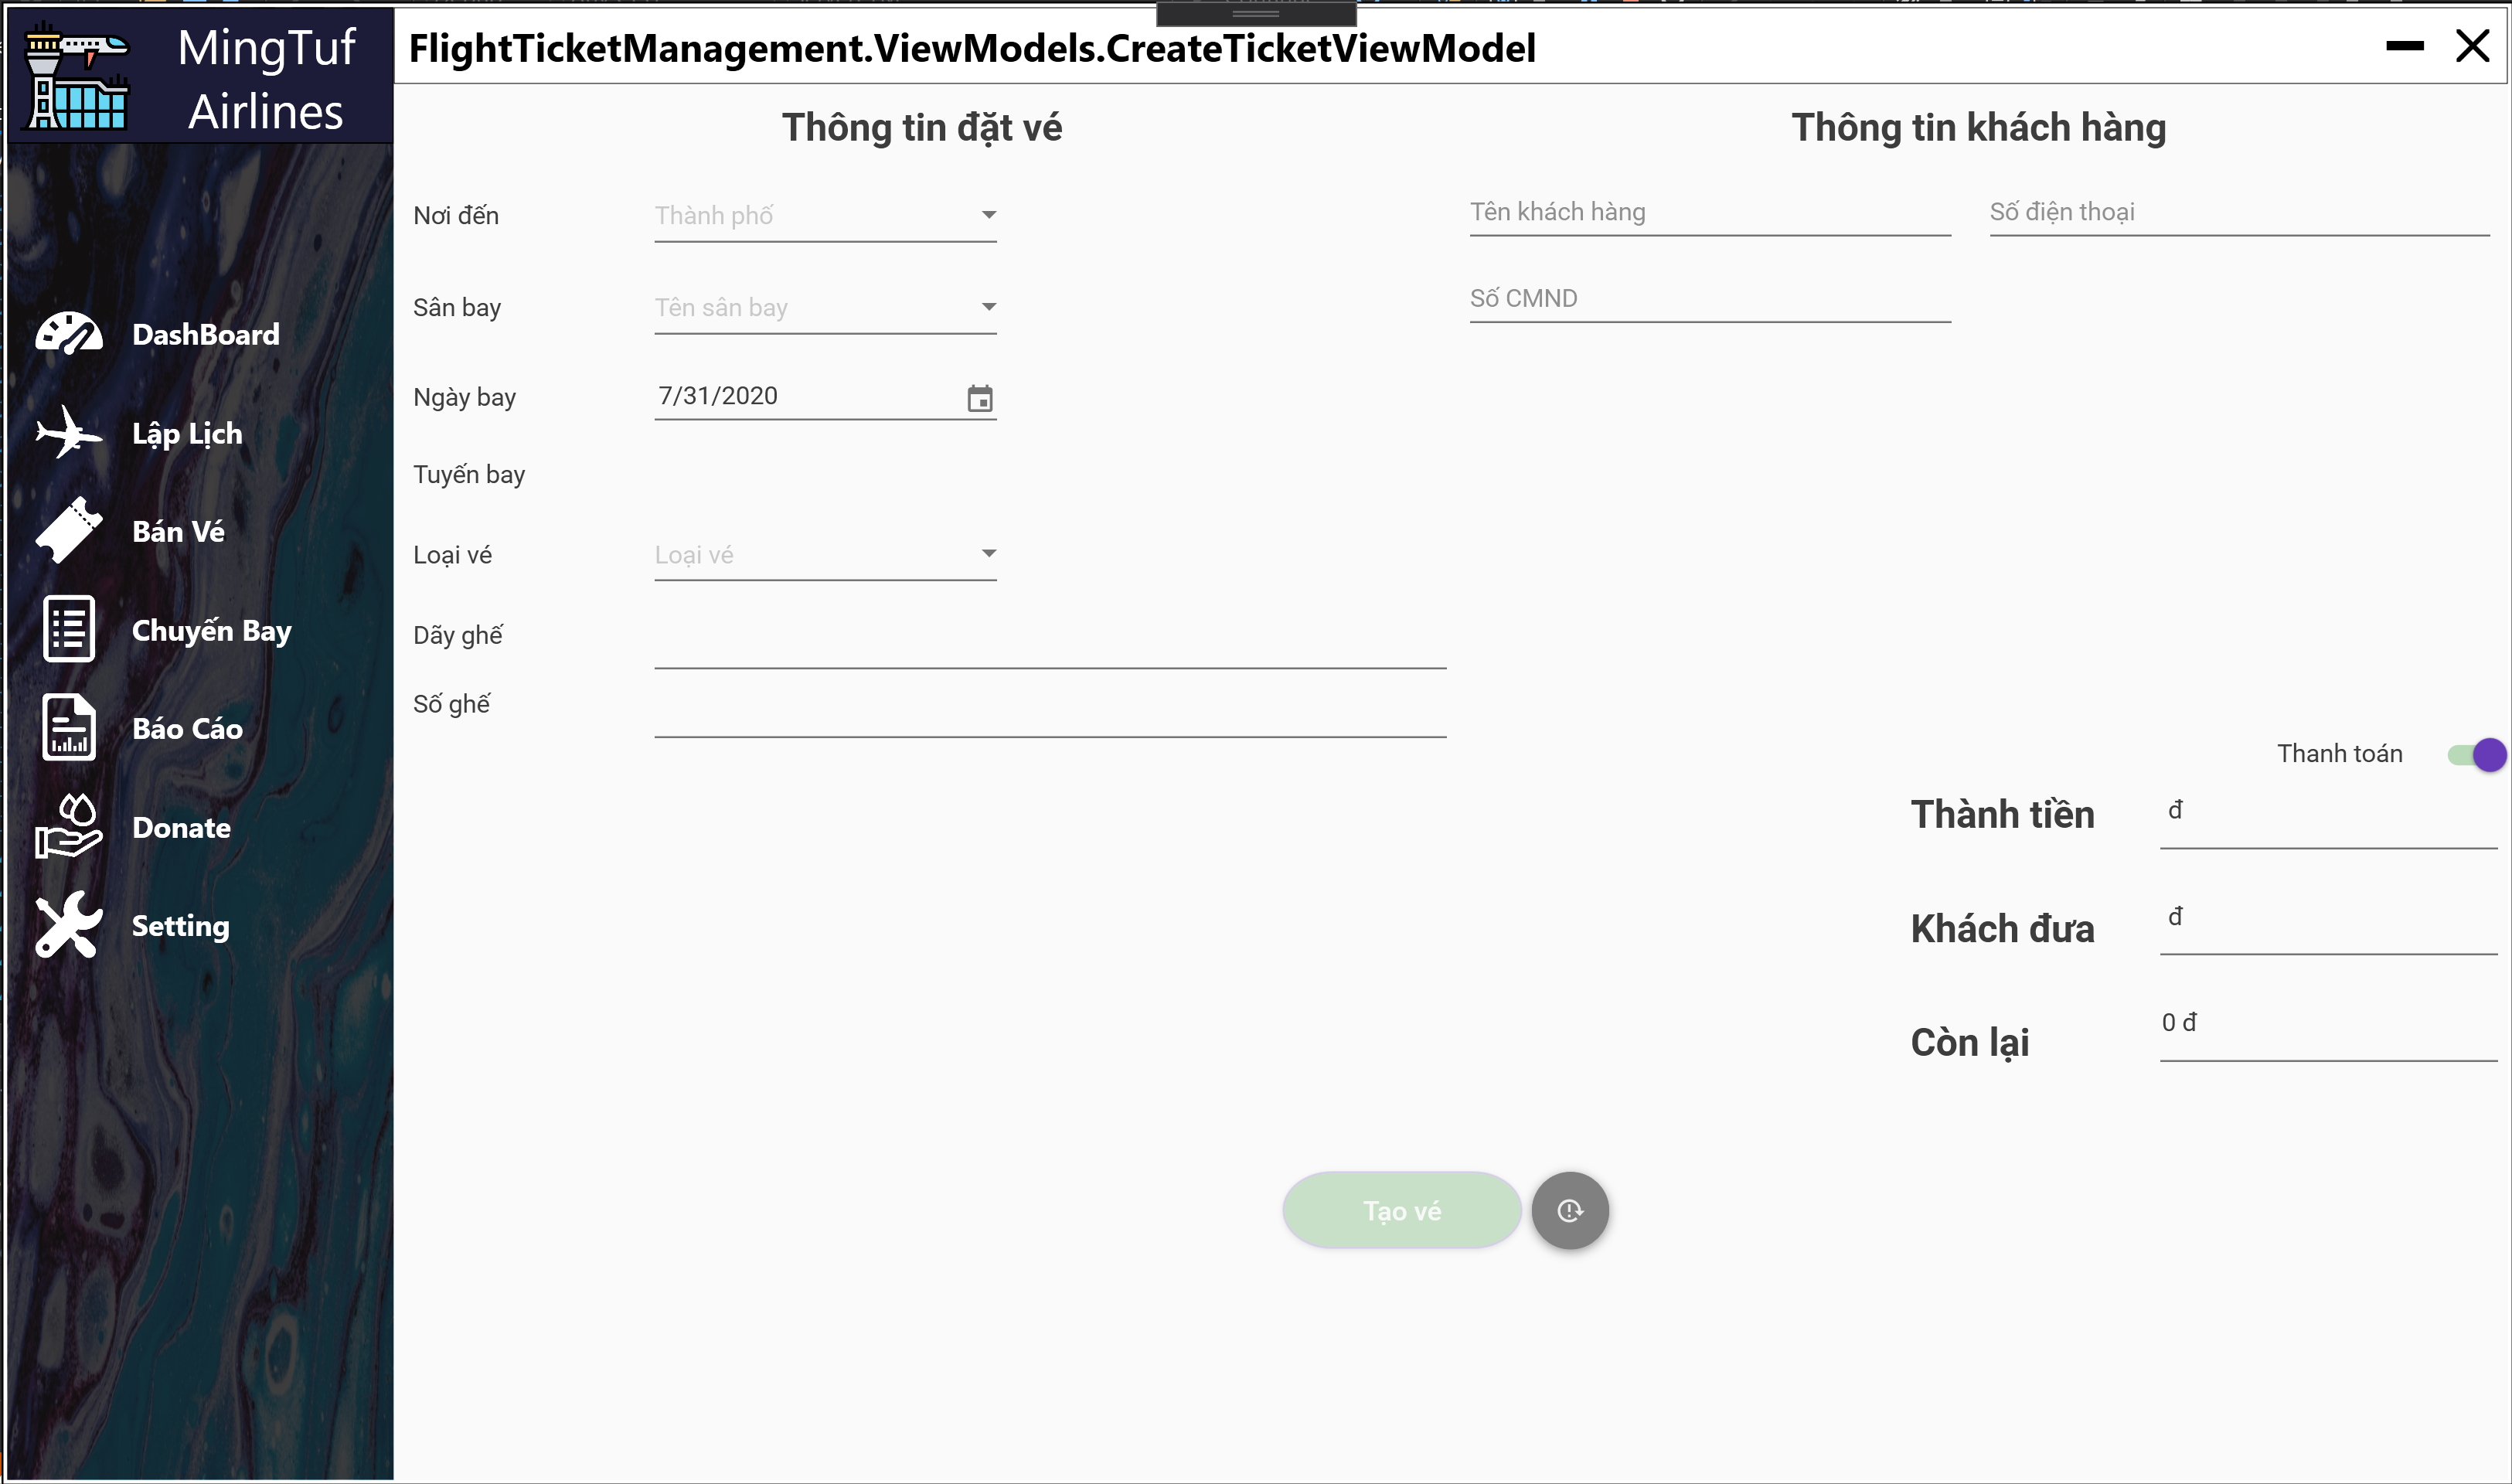 MingTuf
Airlines
FlightTicketManagement.ViewModels.CreateTicketViewModel
DashBoard
Lập Lịch
Bán Vé
Chuyến Bay
Báo Cáo
Donate
Setting
Thông tin đặt vé
Nơi đến Thành phố
Sân bay Tên sân bay
Ngày bay 7/31/2020
Tuyến bay
Loại vé Loại vé
Dãy ghế
Số ghế
Thông tin khách hàng
Tên khách hàng Số điện thoại
Số CMND
Thanh toán
Thành tiền đ
Khách đưa đ
Còn lại 0 đ
Tạo vé